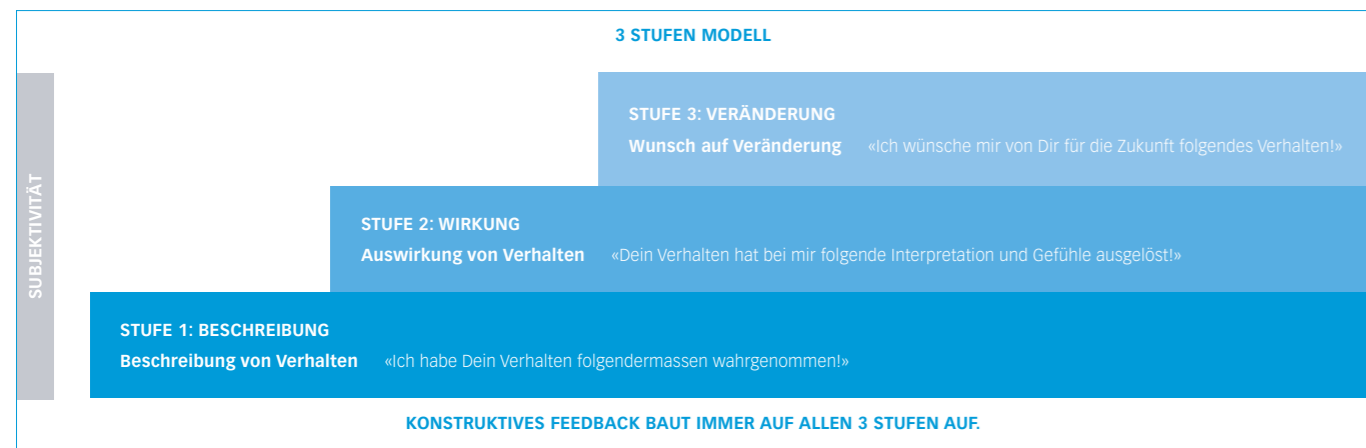 3 STUFEN MODELL
SUBJEKTIVITÄT
STUFE 3: VERÄNDERUNG
Wunsch auf Veränderung «Ich wünsche mir von Dir für die Zukunft folgendes Verhalten!»
STUFE 2: WIRKUNG
Auswirkung von Verhalten «Dein Verhalten hat bei mir folgende Interpretation und Gefühle ausgelöst!»
STUFE 1: BESCHREIBUNG
Beschreibung von Verhalten «Ich habe Dein Verhalten folgendermassen wahrgenommen!»
KONSTRUKTIVES FEEDBACK BAUT IMMER AUF ALLEN 3 STUFEN AUF.